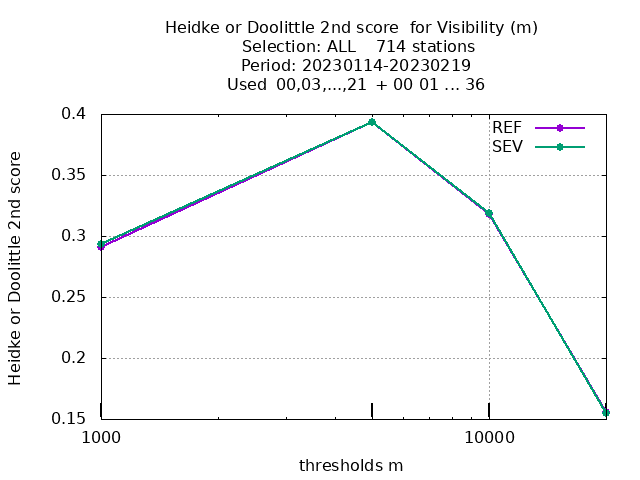 Heidke or Doolittle 2nd score  for Visibility (m)
Selection: ALL    714 stations
Period: 20230114-20230219
Used  00,03,...,21  + 00 01 ... 36
REF
SEV
0.4
0.35
0.3
0.25
0.2
0.15
Heidke or Doolittle 2nd score
1000
10000
thresholds m